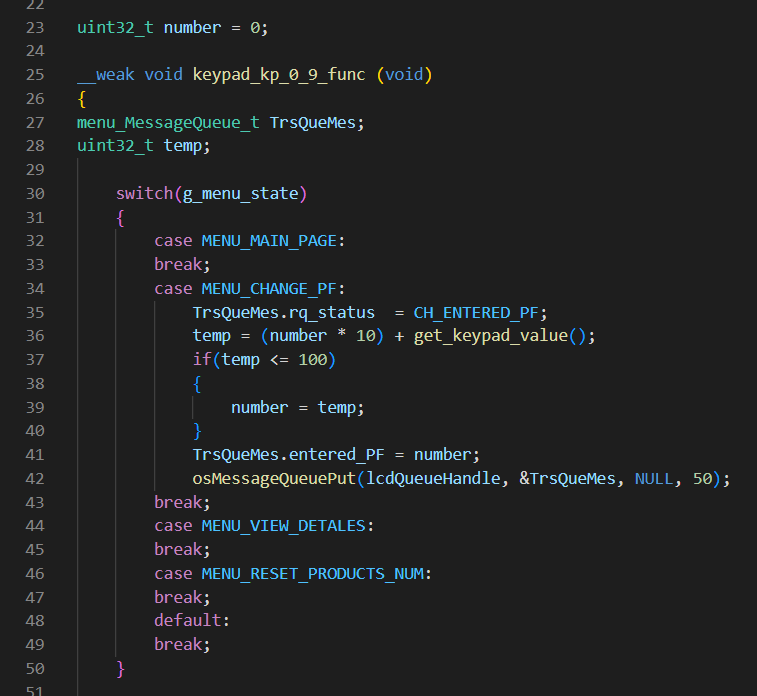 22
23 uint32_t number = 0;
24
25 __weak void keypad_kp_0_9_func (void)
26 {
27 menu_MessageQueue_t TrsQueMes;
28 uint32_t temp;
29
30     switch(g_menu_state)
31     {
32         case MENU_MAIN_PAGE:
33         break;
34         case MENU_CHANGE_PF:
35             TrsQueMes.rq_status  = CH_ENTERED_PF;
36             temp = (number * 10) + get_keypad_value();
37             if(temp <= 100)
38             {
39                 number = temp;
40             }
41             TrsQueMes.entered_PF = number;
42             osMessageQueuePut(lcdQueueHandle, &TrsQueMes, NULL, 50);
43         break;
44         case MENU_VIEW_DETALES:
45         break;
46         case MENU_RESET_PRODUCTS_NUM:
47         break;
48         default:
49         break;
50     }
51